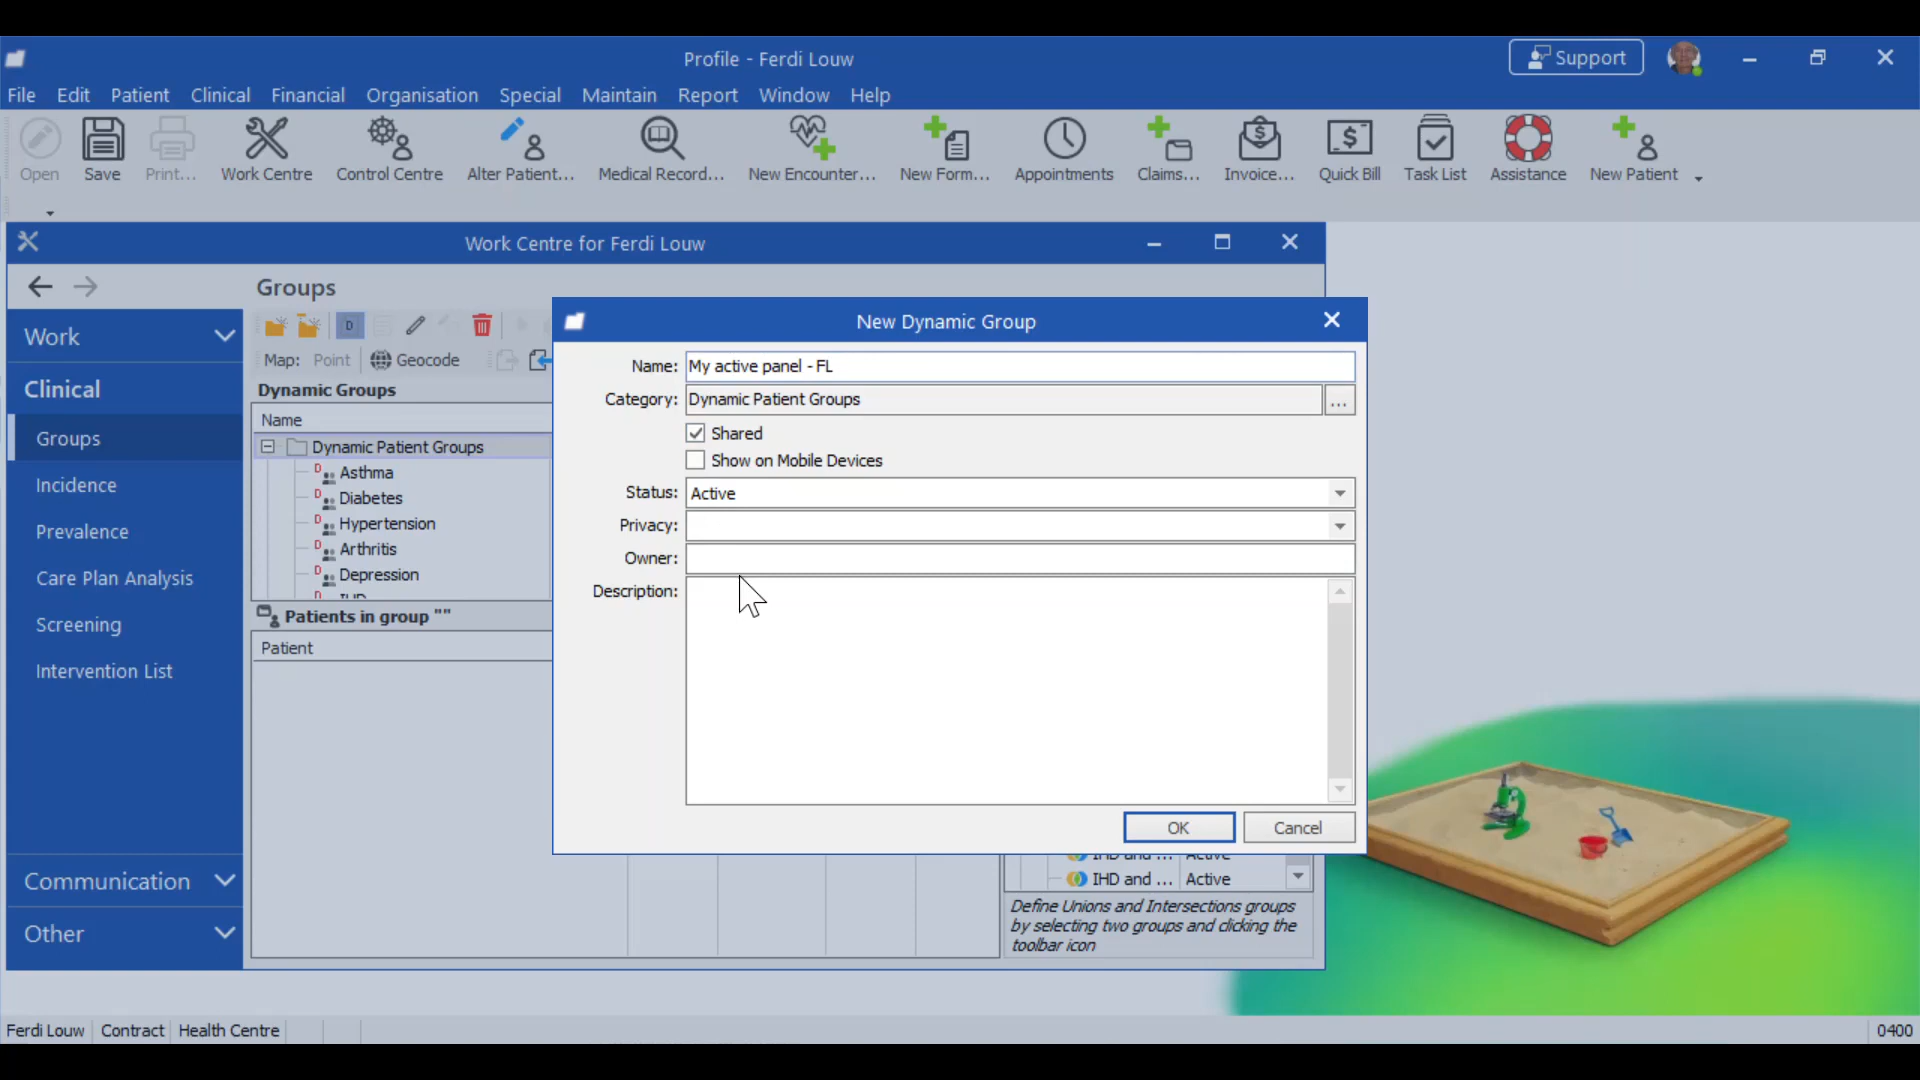 Profile - Ferdi Louw
Support
File Edit Patient Clinical Financial Organisation Special Maintain Report Window Help
Open Save Print... Work Centre Control Centre Alter Patient... Medical Record... New Encounter... New Form... Appointments Claims... Invoice... Quick Bill Task List Assistance New Patient
Work Centre for Ferdi Louw
Work
Clinical
Groups
Incidence
Prevalence
Care Plan Analysis
Screening
Intervention List
Communication
Other
Groups
D
Map: Point Geocode
Dynamic Groups
Name
Dynamic Patient Groups
D Asthma
D Diabetes
D Hypertension
D Arthritis
D Depression
D IHD
Patients in group ""
Patient
New Dynamic Group
Name: My active panel - FL
Category: Dynamic Patient Groups ...
Shared
Show on Mobile Devices
Status: Active
Privacy:
Owner:
Description:
OK Cancel
IHD and ... Active
IHD and ... Active
Define Unions and Intersections groups
by selecting two groups and clicking the
toolbar icon
Ferdi Louw Contract Health Centre 0400